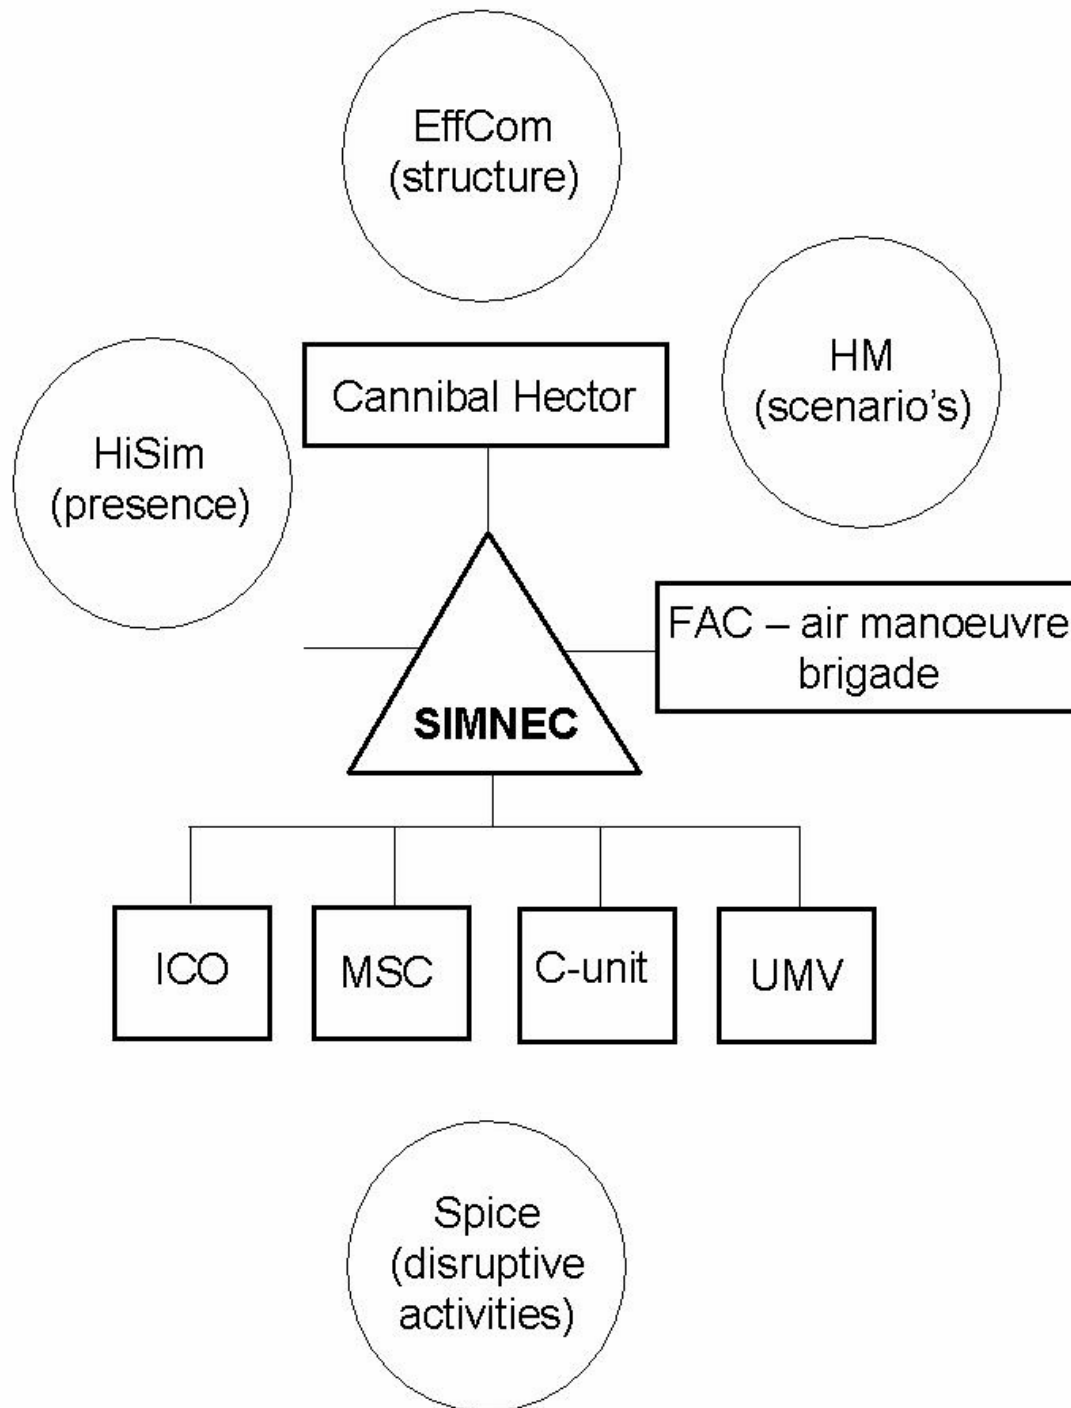 EffCom
(structure)
HM
(scenario's)
Cannibal Hector
HiSim
(presence)
FAC – air manoeuvre
brigade
SIMNEC
ICO
MSC
C-unit
UMV
Spice
(disruptive
activities)